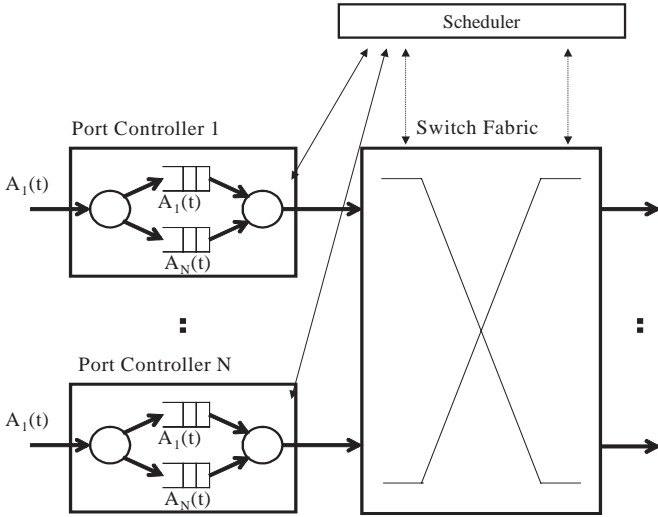 Scheduler
Port Controller 1
Switch Fabric
A1(t)
A1(t)
AN(t)
Port Controller N
A1(t)
A1(t)
AN(t)